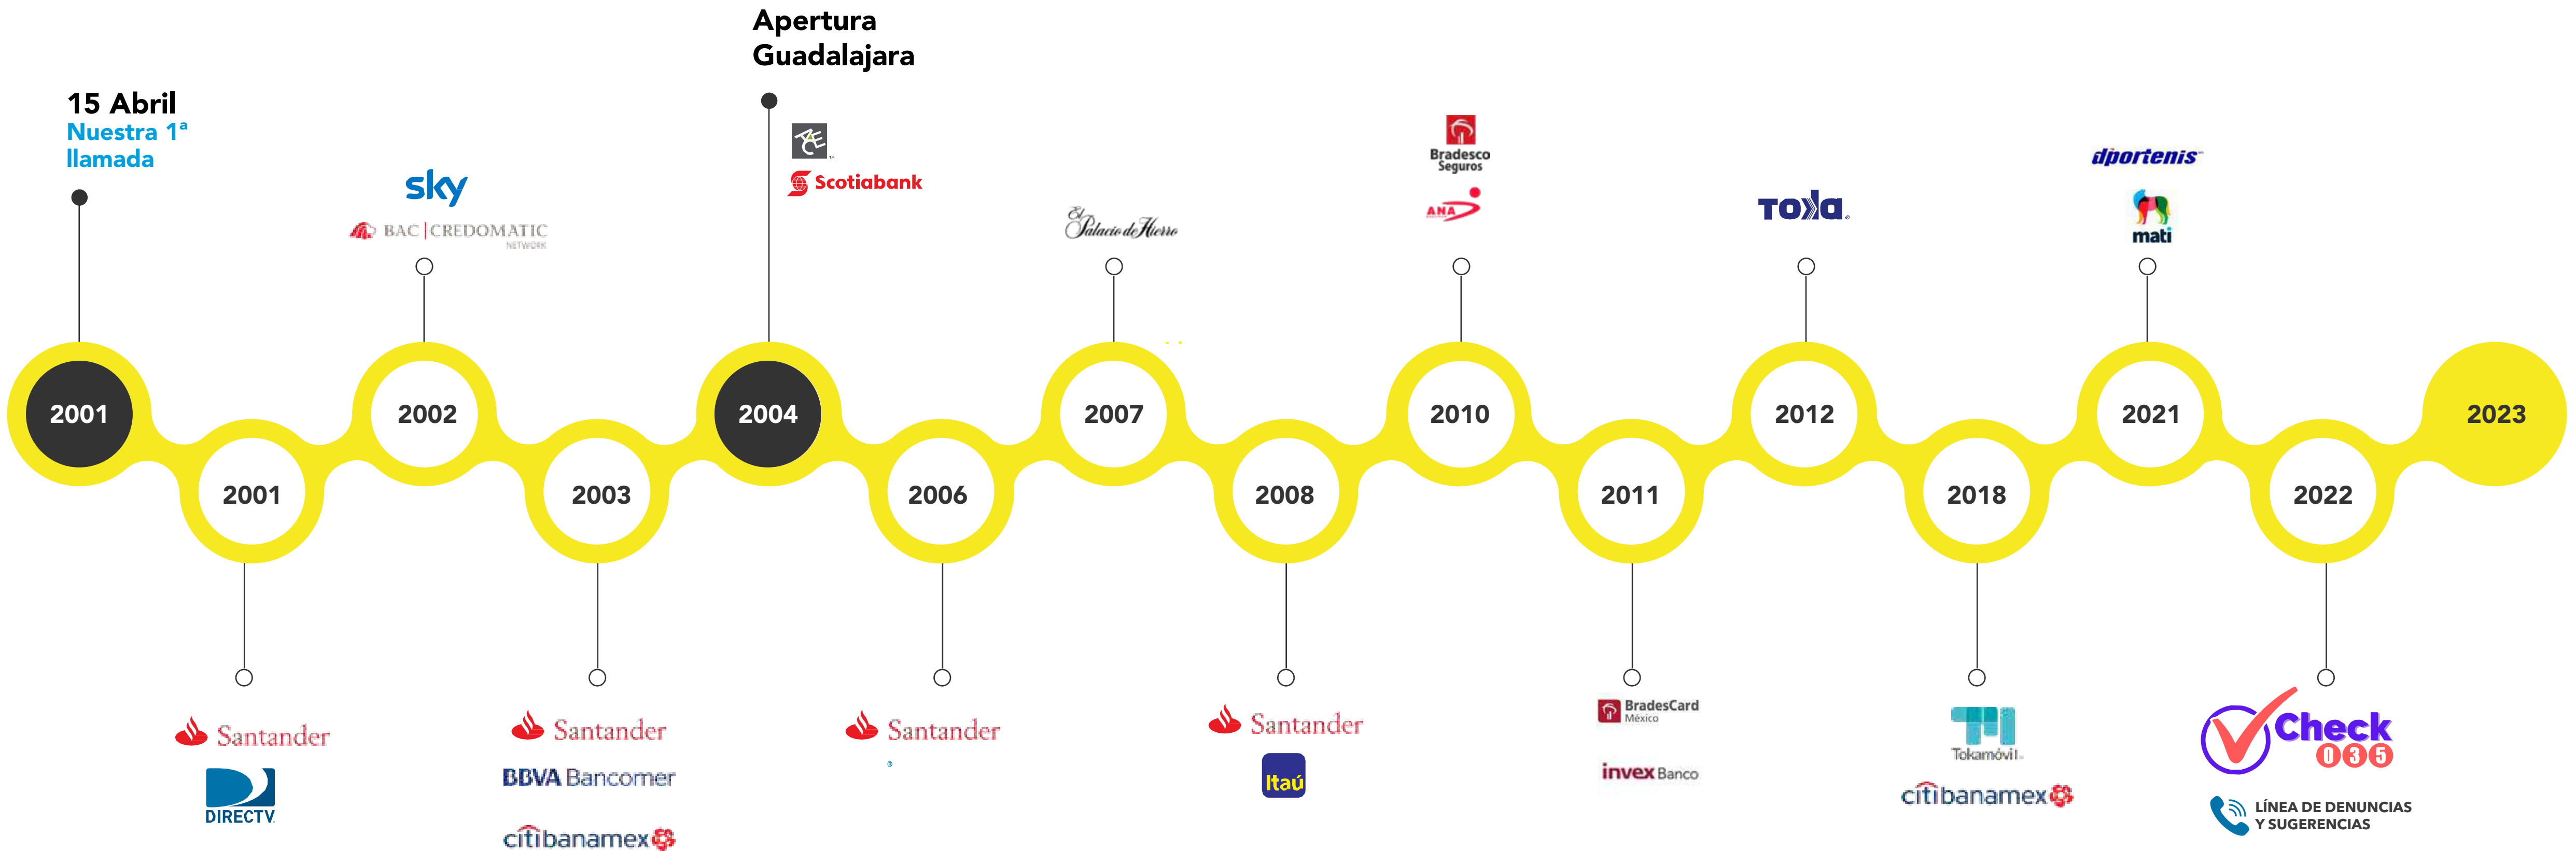 Apertura
Guadalajara
15 Abril
Nuestra 1ª
llamada
sky
BAC | CREDOMATIC
NETWORK
ACE
Scotiabank
El
Palacio de Hierro
Bradesco
Seguros
ANA
TOKA
dportenis
mati
2001
2002
2004
2007
2010
2012
2021
2023
2001
2003
2006
2008
2011
2018
2022
Santander
DIRECTV
Santander
BBVA Bancomer
citibanamex
Santander
Santander
Itaú
BradesCard
México
invex Banco
Tokamóvil
citibanamex
Check
035
LÍNEA DE DENUNCIAS
Y SUGERENCIAS